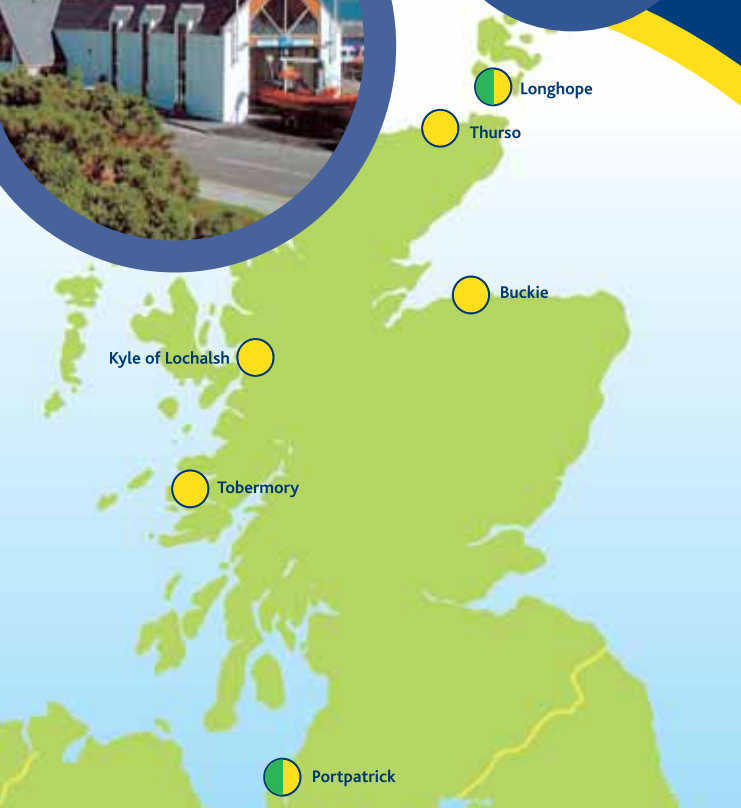 Longhope
Thurso
Buckie
Kyle of Lochalsh
Tobermory
Portpatrick